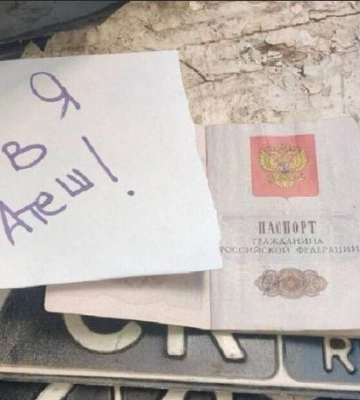 Я
В
Атеш!
ПАСПОРТ
ГРАЖДАНИНА
РОССИЙСКОЙ ФЕДЕРАЦИИ
R